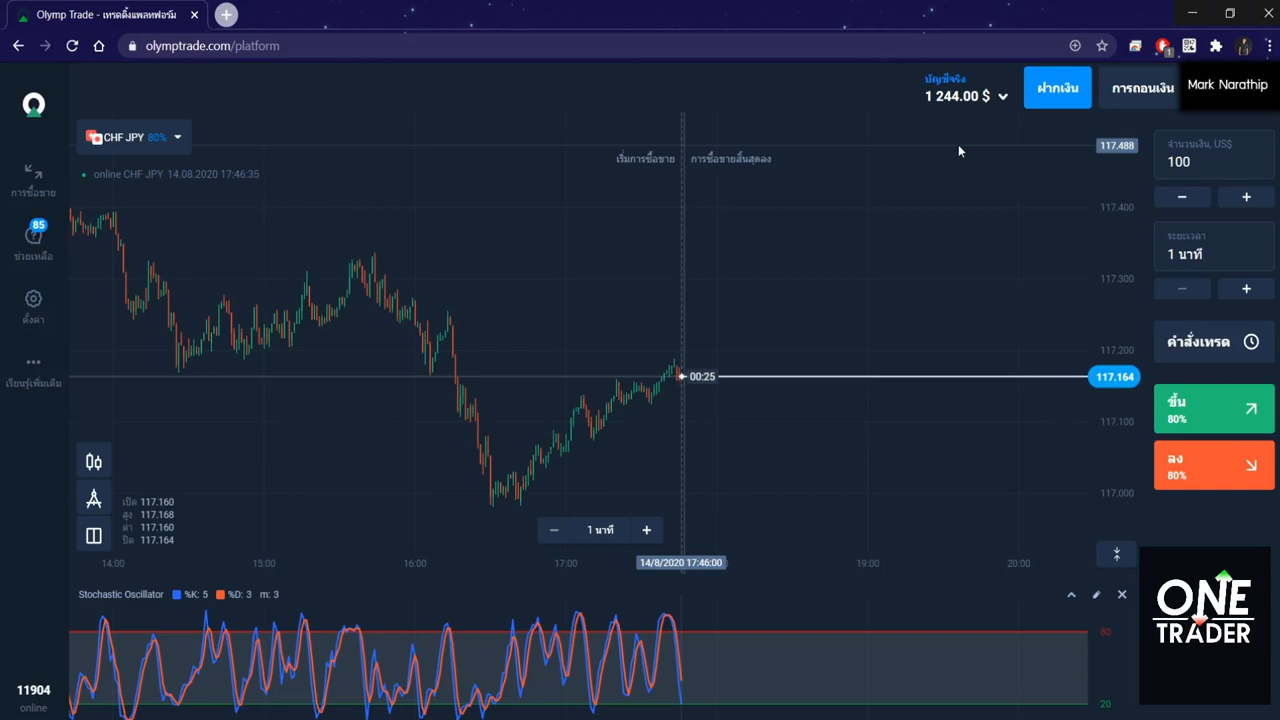 Olymp Trade - เทรดดิ้งแพลทฟอร์ม
olymptrade.com/platform
1
บัญชีจริง
1 244.00 $
ฝากเงิน
การถอนเงิน
Mark Narathip
CHF JPY 80%
online CHF JPY 14.08.2020 17:46:35
เริ่มการซื้อขาย
การซื้อขายสิ้นสุดลง
การซื้อขาย
85
ช่วยเหลือ
ตั้งค่า
เรียนรู้เพิ่มเติม
11904
online
117.488
117.400
117.300
117.200
117.164
117.100
117.000
00:25
จำนวนเงิน, US$
100
ระยะเวลา
1 นาที
คำสั่งเทรด
ขึ้น
80%
ลง
80%
เปิด 117.160
สูง 117.168
ต่ำ 117.160
ปิด 117.164
1 นาที
14:00
15:00
16:00
17:00
14/8/2020 17:46:00
19:00
20:00
Stochastic Oscillator %K: 5 %D: 3 m: 3
80
20
ONE
TRADER